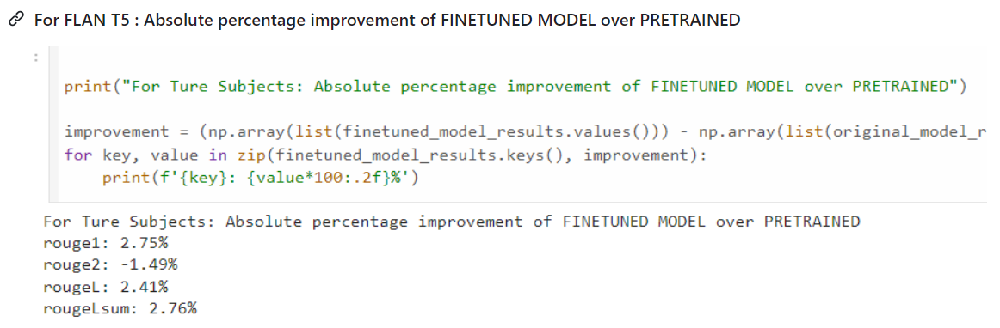 For FLAN T5 : Absolute percentage improvement of FINETUNED MODEL over PRETRAINED
:
print("For Ture Subjects: Absolute percentage improvement of FINETUNED MODEL over PRETRAINED")
improvement = (np.array(list(finetuned_model_results.values())) - np.array(list(original_model_r
for key, value in zip(finetuned_model_results.keys(), improvement):
    print(f'{key}: {value*100:.2f}%')
For Ture Subjects: Absolute percentage improvement of FINETUNED MODEL over PRETRAINED
rouge1: 2.75%
rouge2: -1.49%
rougeL: 2.41%
rougeLsum: 2.76%